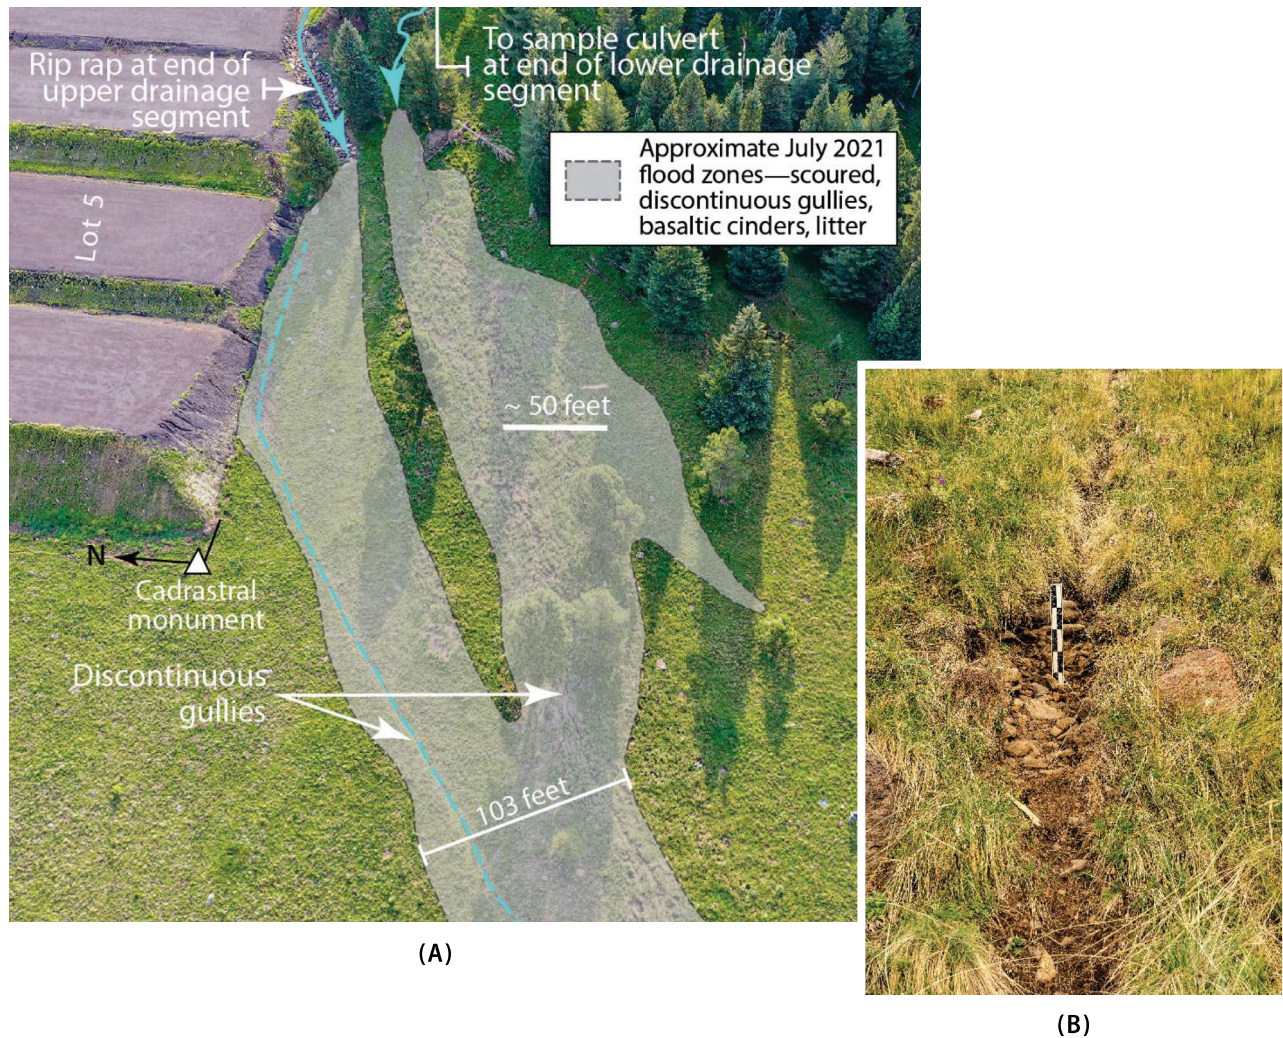 Rip rap at end of
upper drainage
segment
To sample culvert
at end of lower drainage
segment
Approximate July 2021
flood zones—scoured,
discontinuous gullies,
basaltic cinders, litter
Lot 5
~ 50 feet
N
Cadrastral
monument
Discontinuous
gullies
103 feet
(A)
(B)